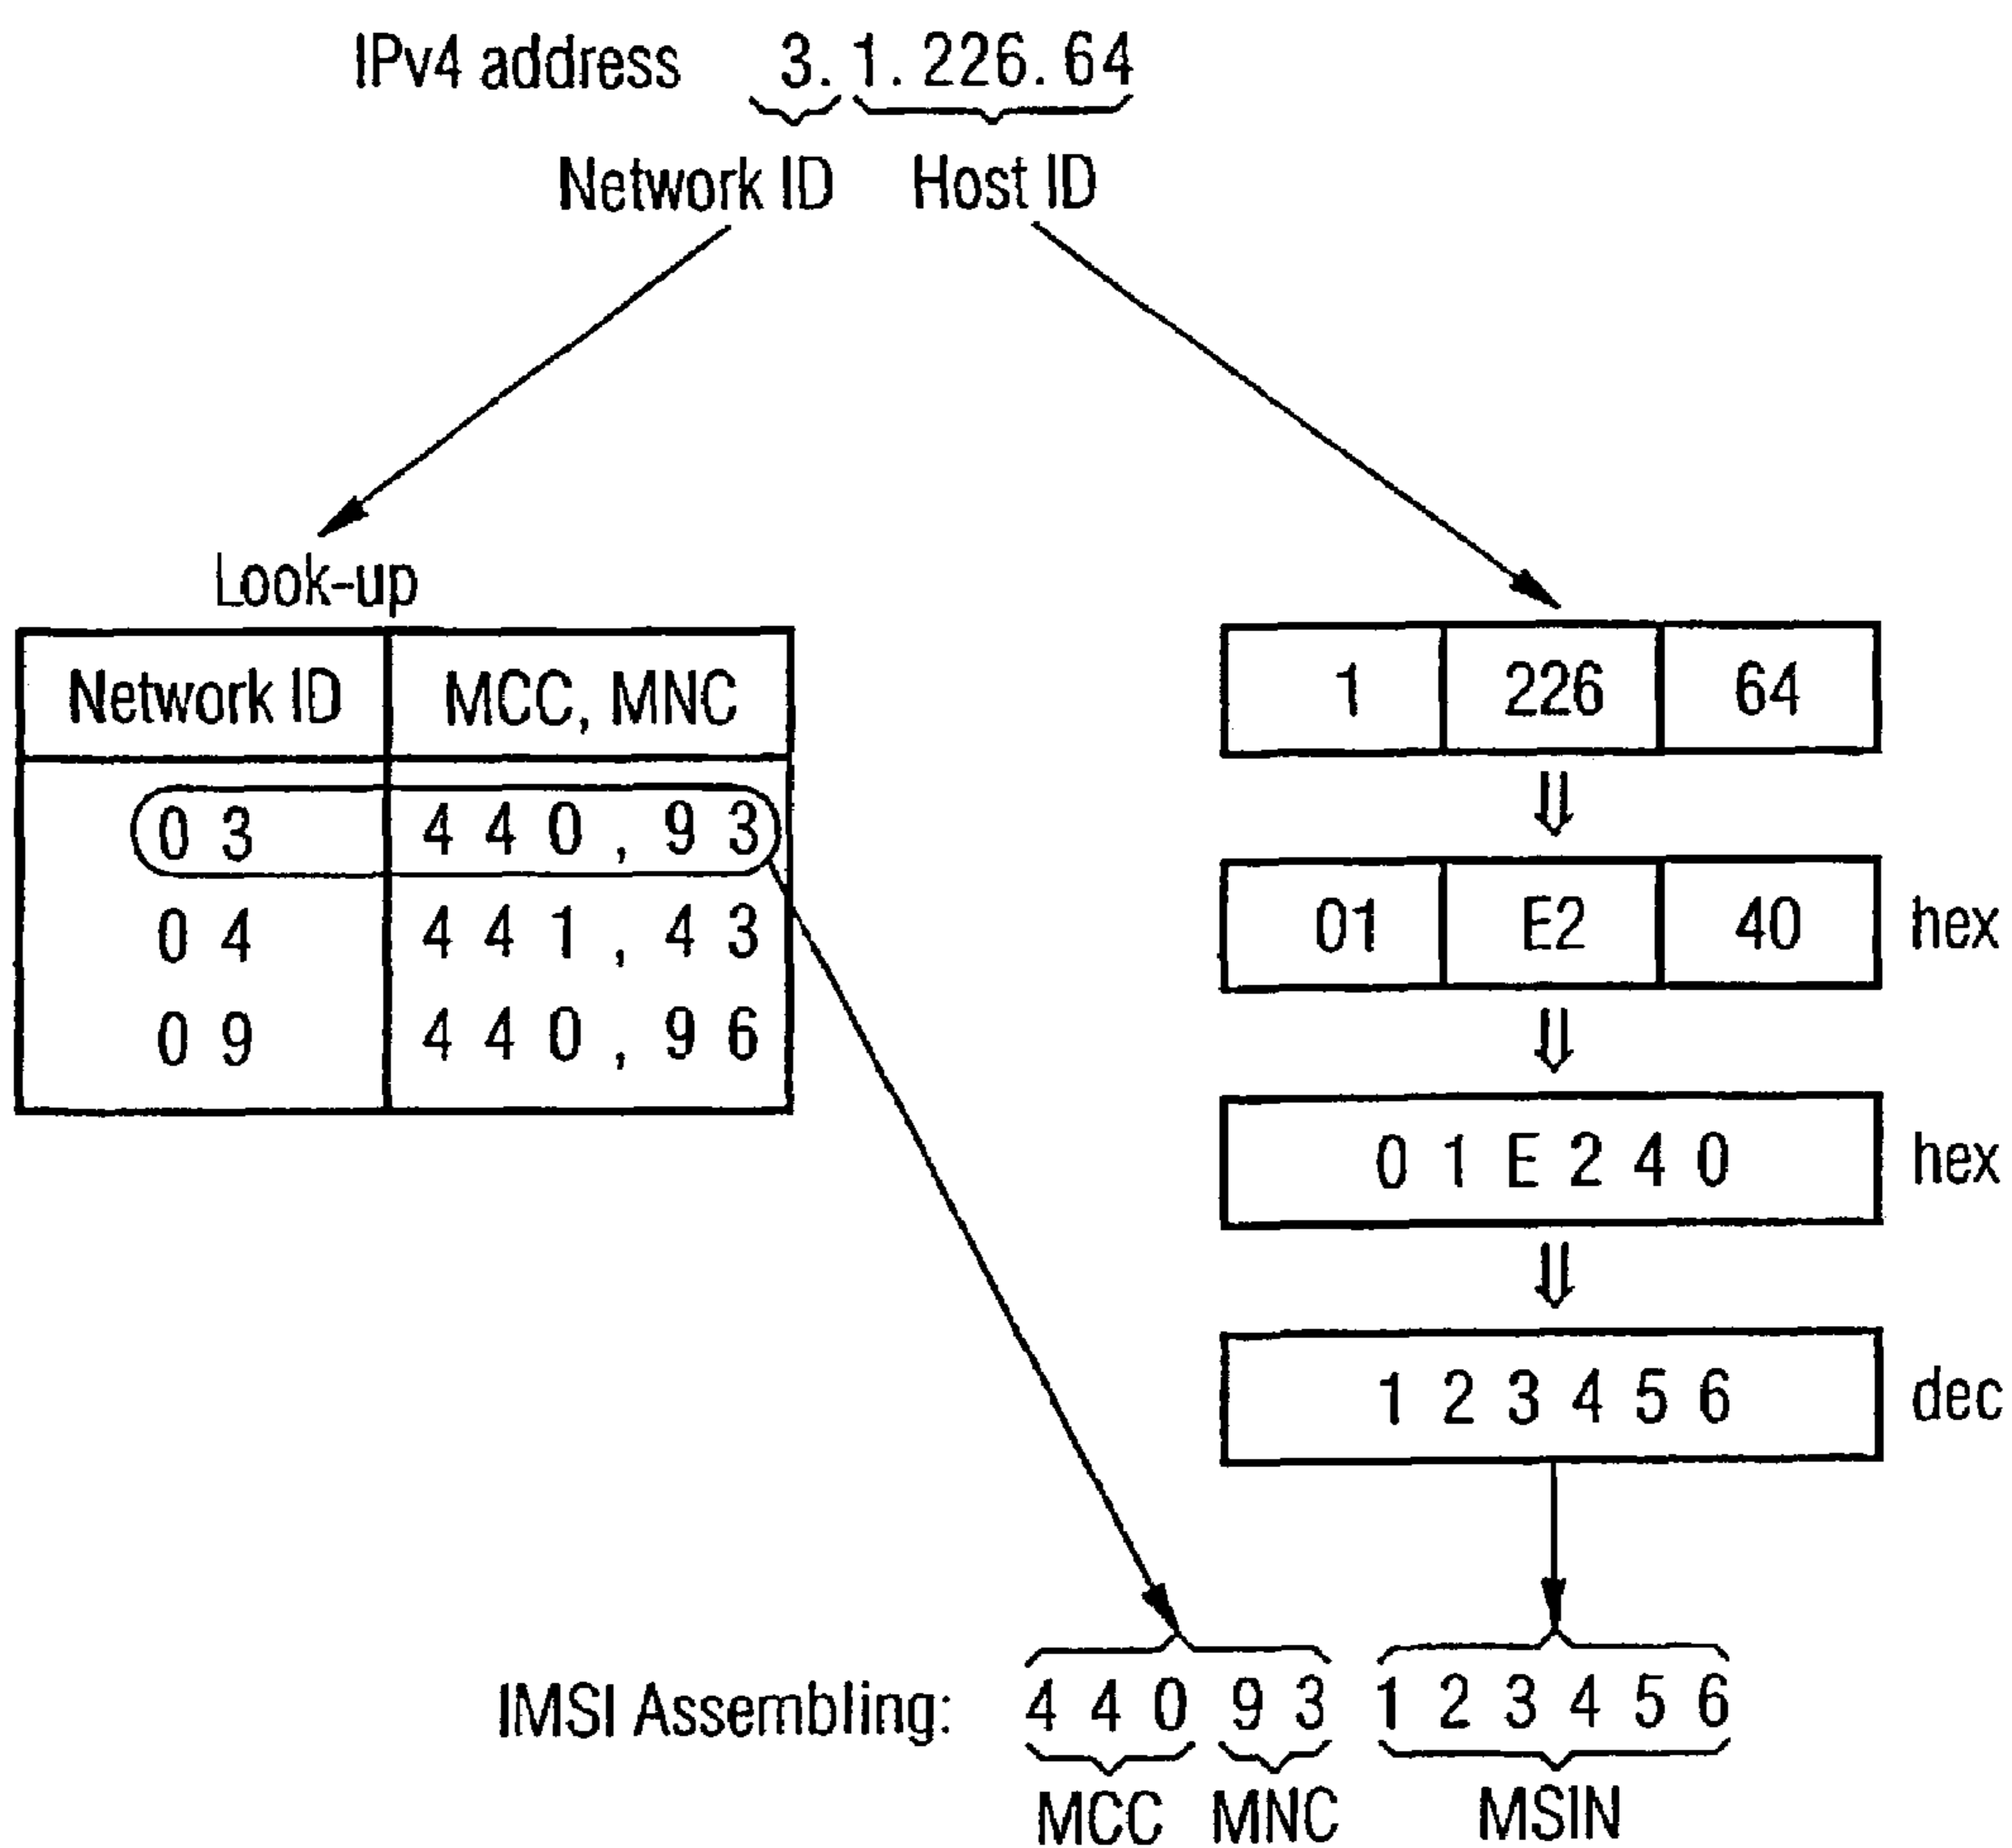 IPv4 address 3.1.226.64
Network ID Host ID
Look-up
Network ID MCC, MNC
0 3 4 4 0 , 9 3
0 4 4 4 1 , 4 3
0 9 4 4 0 , 9 6
1 226 64
01 E2 40 hex
0 1 E 2 4 0 hex
1 2 3 4 5 6 dec
IMSI Assembling: 4 4 0 9 3 1 2 3 4 5 6
MCC MNC MSIN